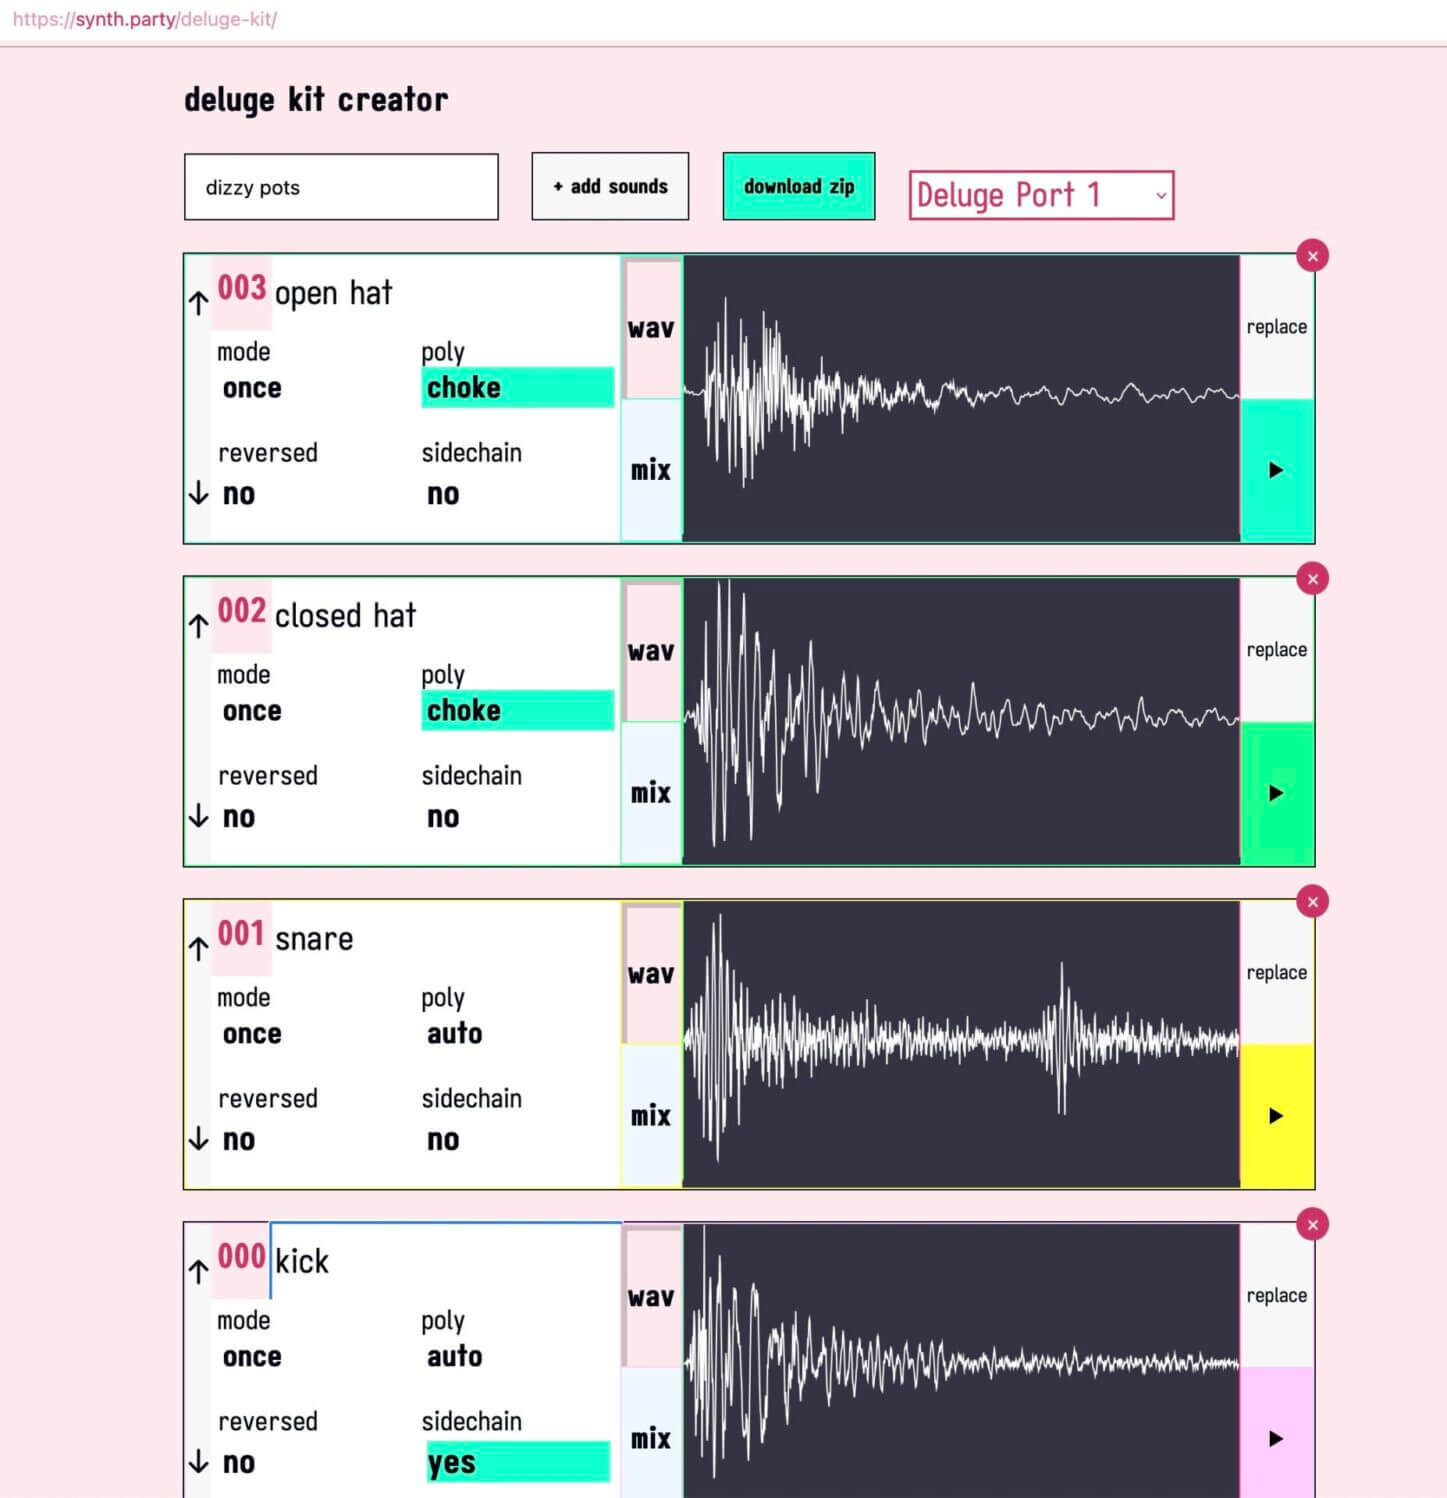 https://synth.party/deluge-kit/
deluge kit creator
dizzy pots
+ add sounds
download zip
Deluge Port 1
003 open hat
mode poly
once choke
reversed sidechain
no no
wav
mix
replace
002 closed hat
mode poly
once choke
reversed sidechain
no no
wav
mix
replace
001 snare
mode poly
once auto
reversed sidechain
no no
wav
mix
replace
000 kick
mode poly
once auto
reversed sidechain
no yes
wav
mix
replace